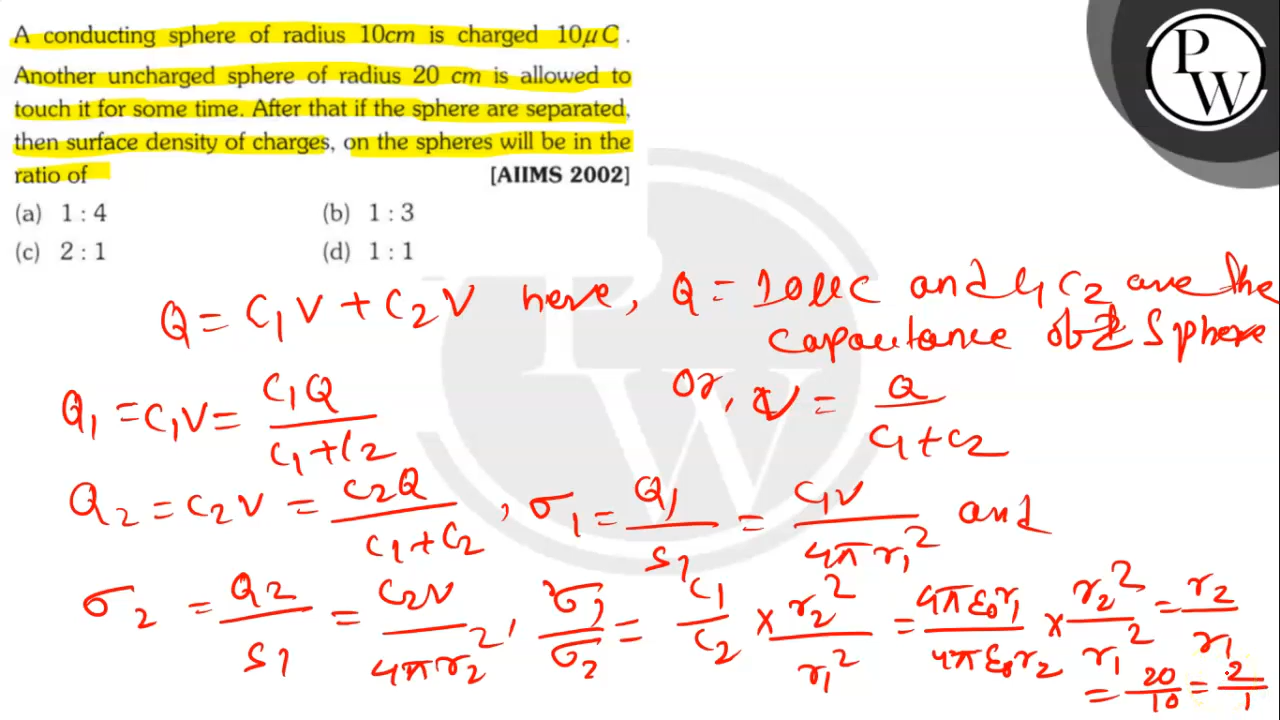 A conducting sphere of radius 10cm is charged 10μC.
Another uncharged sphere of radius 20 cm is allowed to
touch it for some time. After that if the sphere are separated,
then surface density of charges, on the spheres will be in the
ratio of [AIIMS 2002]
(a) 1 : 4 (b) 1 : 3
(c) 2 : 1 (d) 1 : 1
P
W
Q = C₁V + C₂V here, Q = 10μC and C₁ C₂ are the
capacitance of 2 Sphere
Q₁ = C₁V = C₁Q / C₁+C₂ or, V = Q / C₁+C₂
Q₂ = C₂V = C₂Q / C₁+C₂ , σ₁ = Q₁ / S₁ = C₁V / 4πr₁² and
σ₂ = Q₂ / S₁ = C₂V / 4πr₂² , σ₁ / σ₂ = C₁ / C₂ × r₂² / r₁² = 4πε₀r₁ / 4πε₀r₂ × r₂² / r₁² = r₂ / r₁
= 20 / 10 = 2 / 1